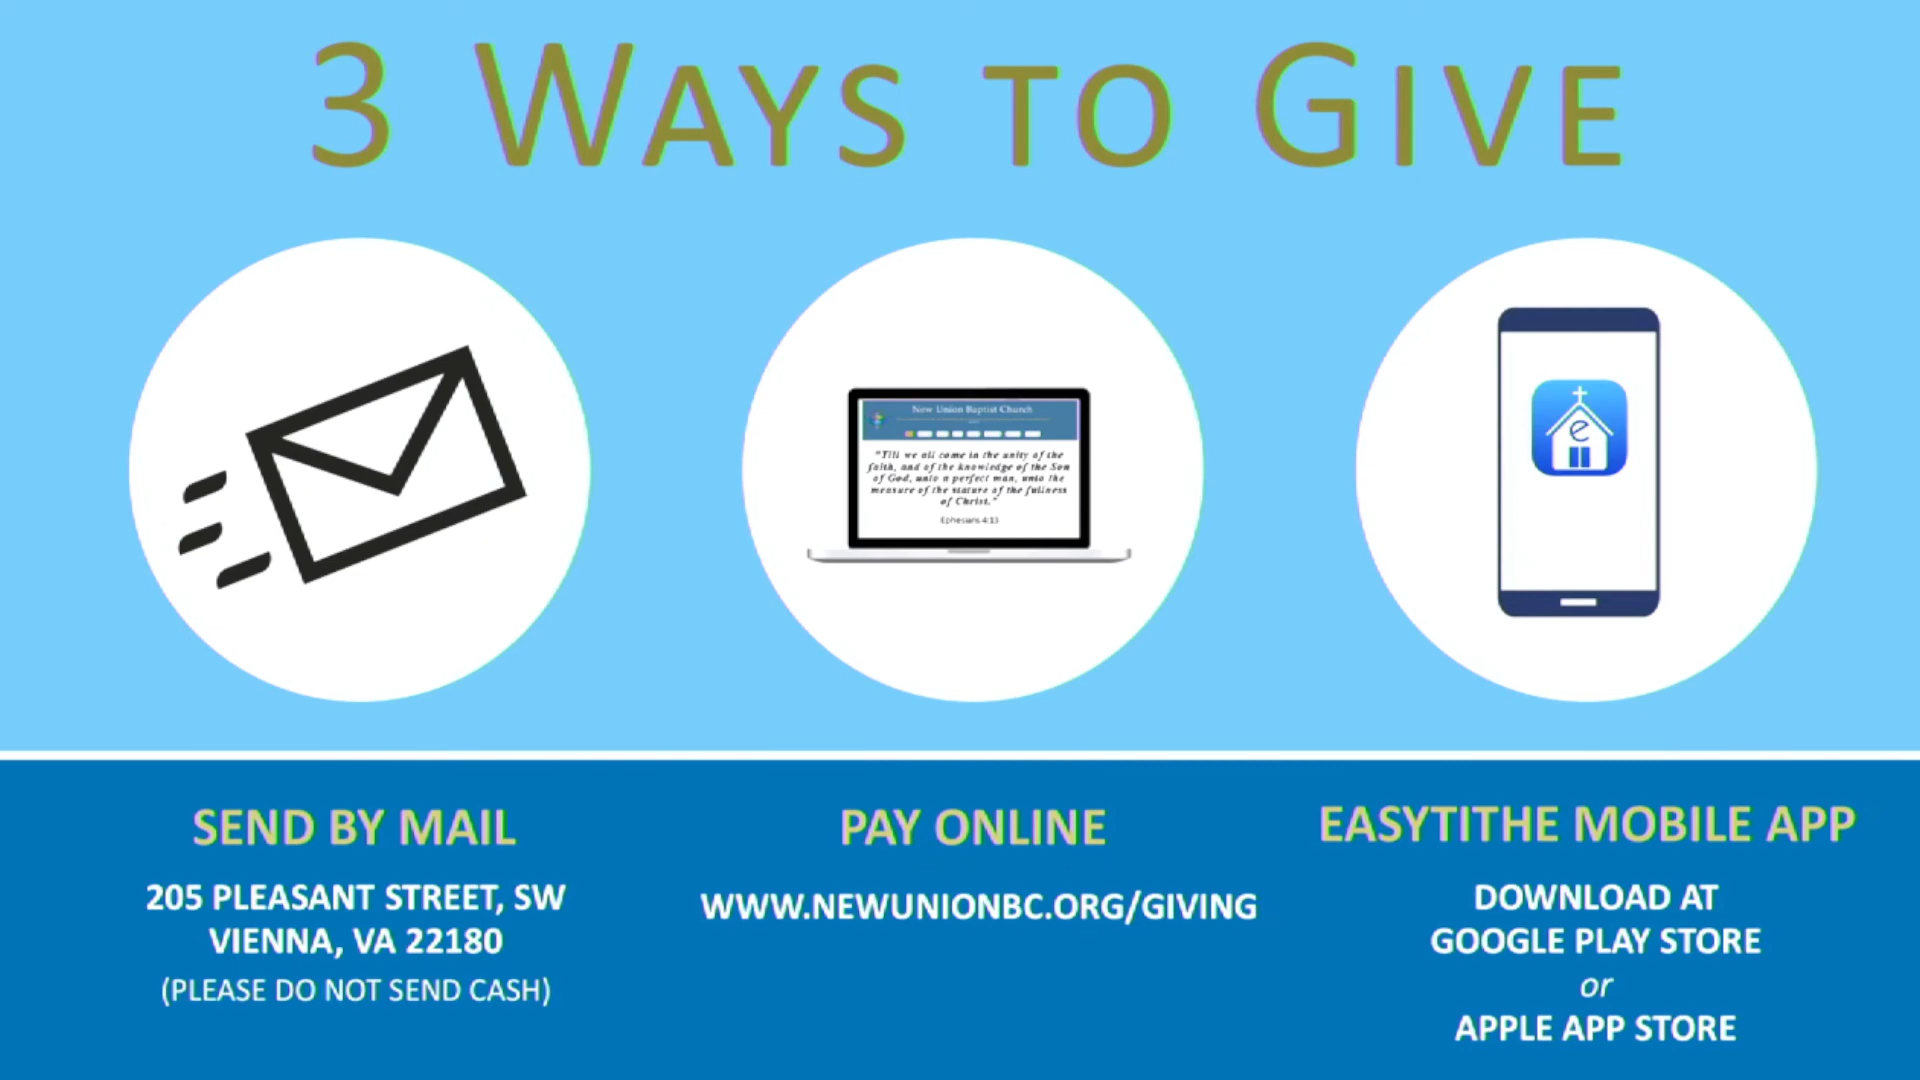 3 WAYS TO GIVE
New Union Baptist Church
"Till we all come in the unity of the
faith, and of the knowledge of the Son
of God, unto a perfect man, unto the
measure of the stature of the fullness
of Christ."
Ephesians 4:13
e
SEND BY MAIL
205 PLEASANT STREET, SW
VIENNA, VA 22180
(PLEASE DO NOT SEND CASH)
PAY ONLINE
WWW.NEWUNIONBC.ORG/GIVING
EASYTITHE MOBILE APP
DOWNLOAD AT
GOOGLE PLAY STORE
or
APPLE APP STORE